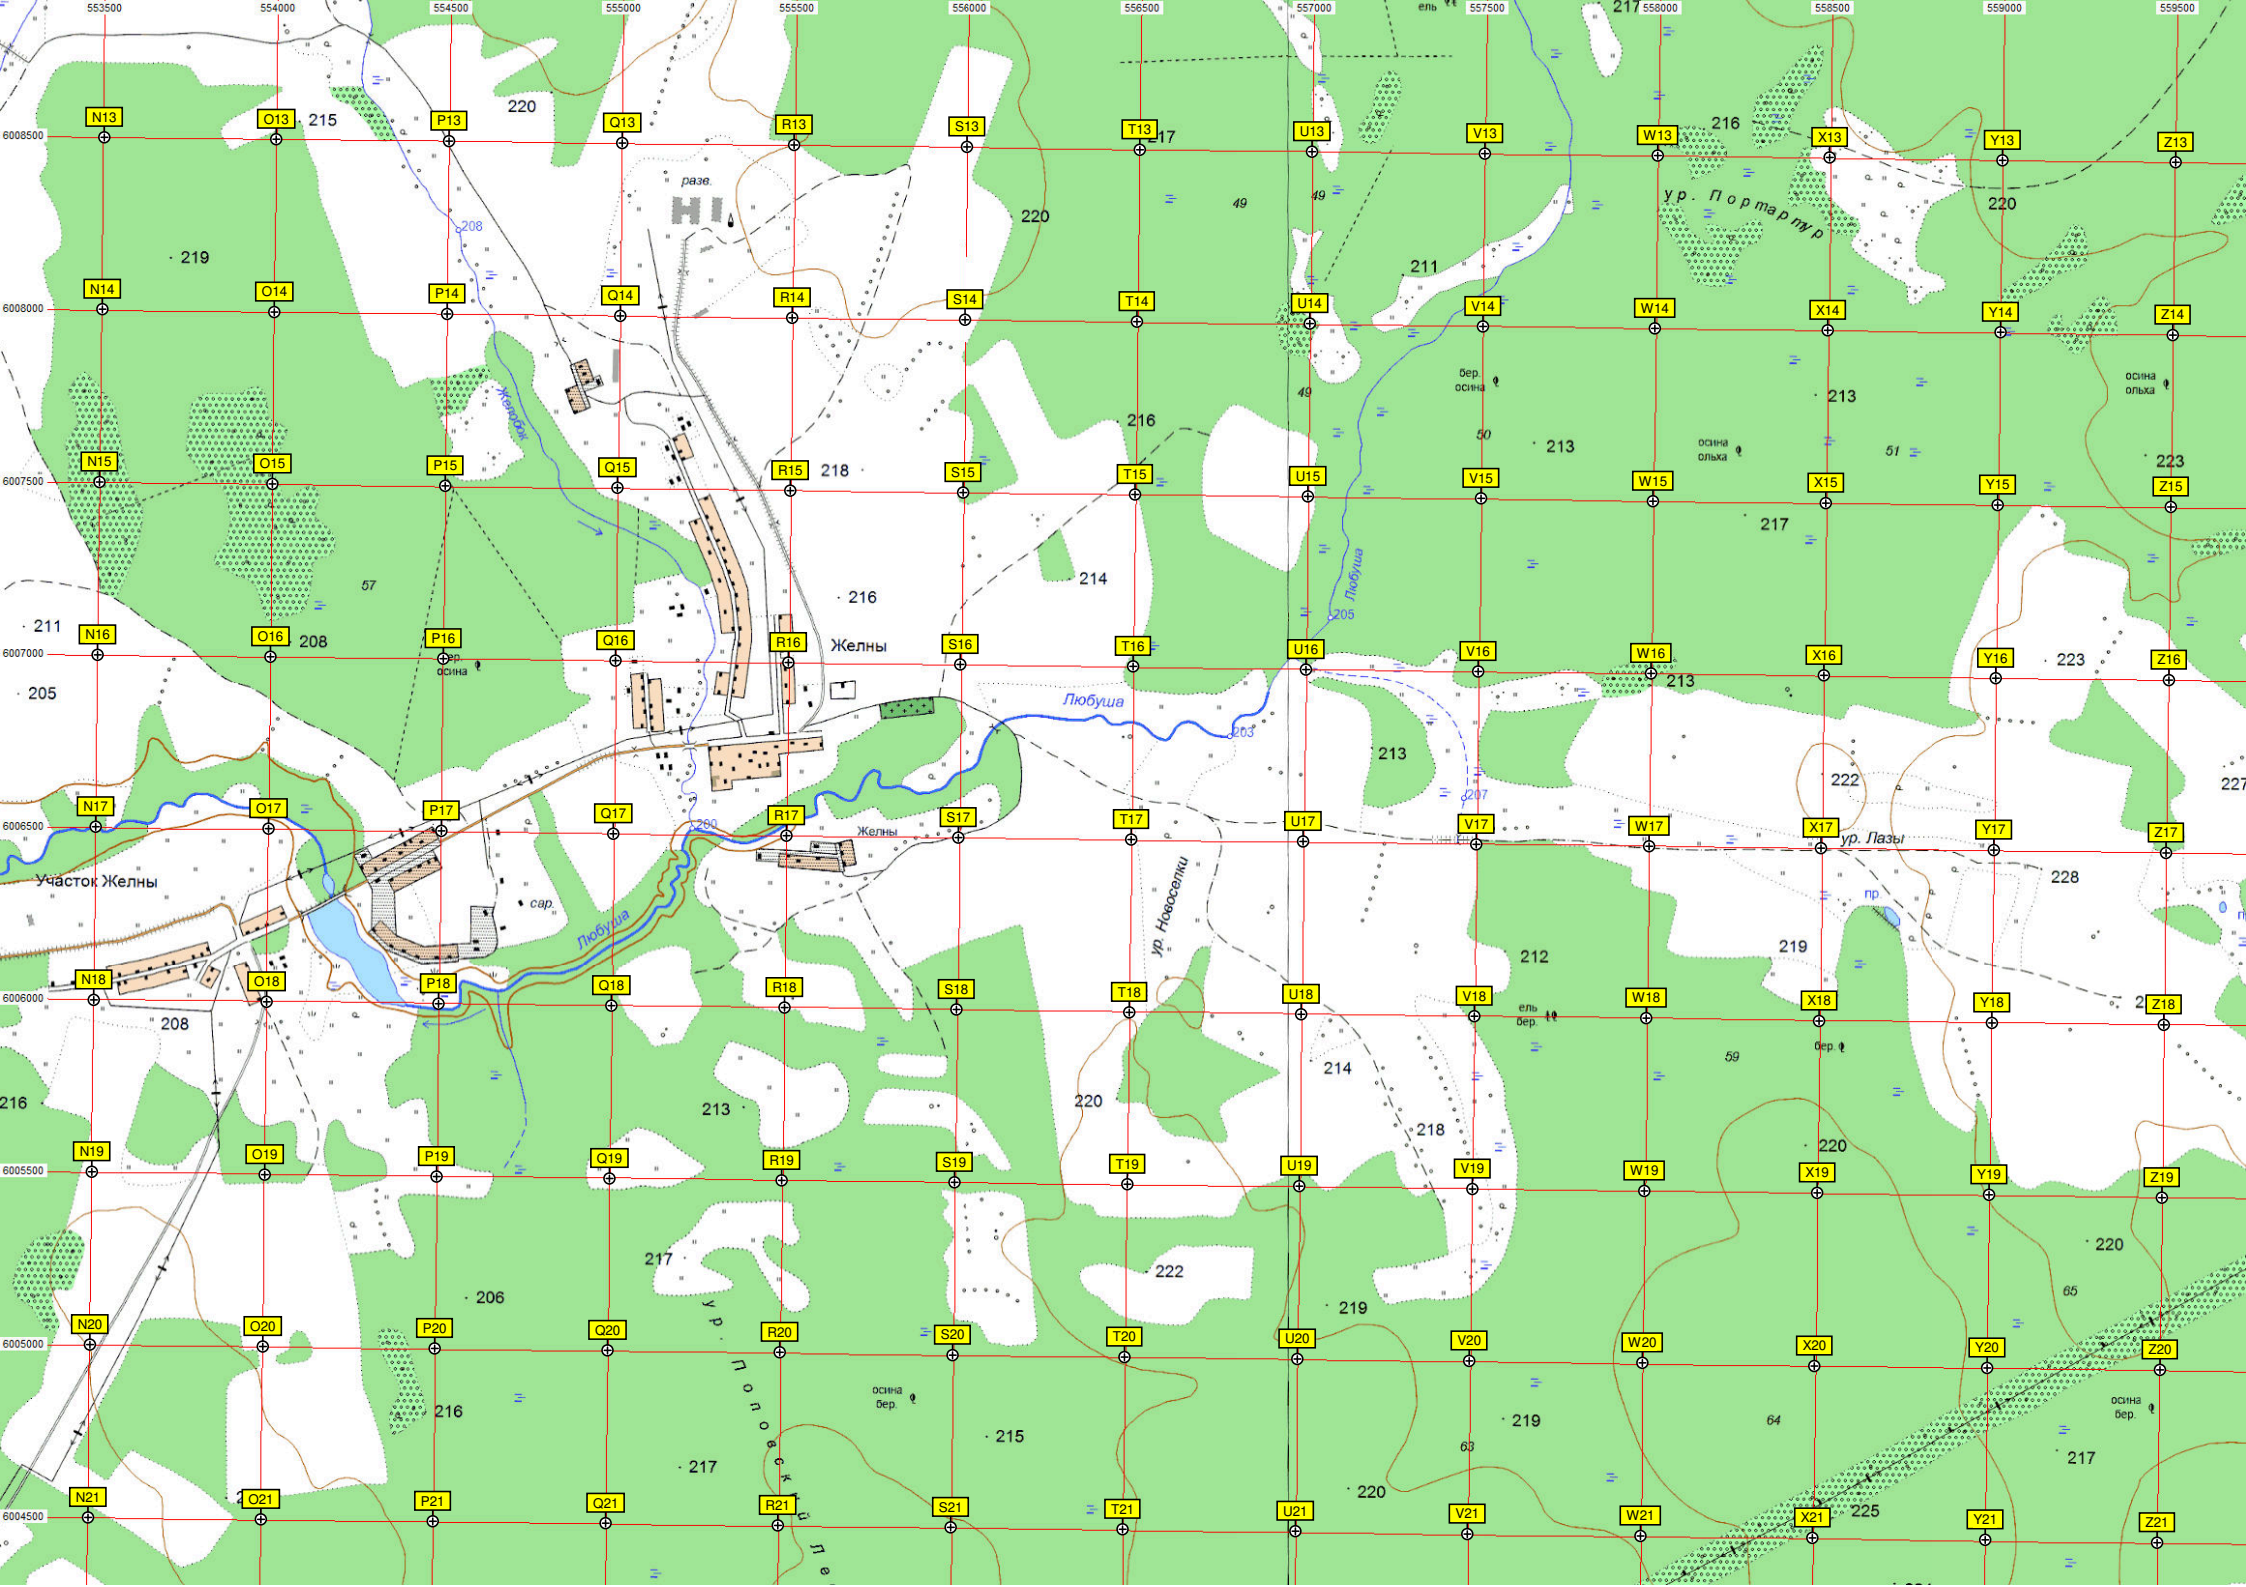 553500 554000 554500 555000 555500 556000 556500 557000 557500 558000 558500 559000 559500
ель
217
220
215
216
N13 O13 P13 Q13 R13 S13 T13 U13 V13 W13 X13 Y13 Z13
6008500
разв.
49 49
ур. Портартур
220
220
208
219
211
N14 O14 P14 Q14 R14 S14 T14 U14 V14 W14 X14 Y14 Z14
6008000
Желобок
бер.
осина
осина
ольха
49
213
216
50
213
осина
ольха
51
223
218
N15 O15 P15 Q15 R15 S15 T15 U15 V15 W15 X15 Y15 Z15
6007500
217
57
214
Любуша
216
205
211
208
Желны
N16 O16 P16 Q16 R16 S16 T16 U16 V16 W16 X16 Y16 Z16
6007000
осина
223
213
205
Любуша
203
213
222
227
207
200
N17 O17 P17 Q17 R17 S17 T17 U17 V17 W17 X17 Y17 Z17
6006500
Желны
ур. Лазы
Участок Желны
228
сар.
пр.
ур. Новоселки
Любуша
219
212
N18 O18 P18 Q18 R18 S18 T18 U18 V18 W18 X18 Y18 Z18
6006000
ель
бер.
208
бер.
59
214
216
213
220
218
220
N19 O19 P19 Q19 R19 S19 T19 U19 V19 W19 X19 Y19 Z19
6005500
220
217
222
65
206
219
N20 O20 P20 Q20 R20 S20 T20 U20 V20 W20 X20 Y20 Z20
6005000
ур. Поповский Ле
осина
бер.
осина
бер.
216
219
64
215
63
217
217
220
225
N21 O21 P21 Q21 R21 S21 T21 U21 V21 W21 X21 Y21 Z21
6004500